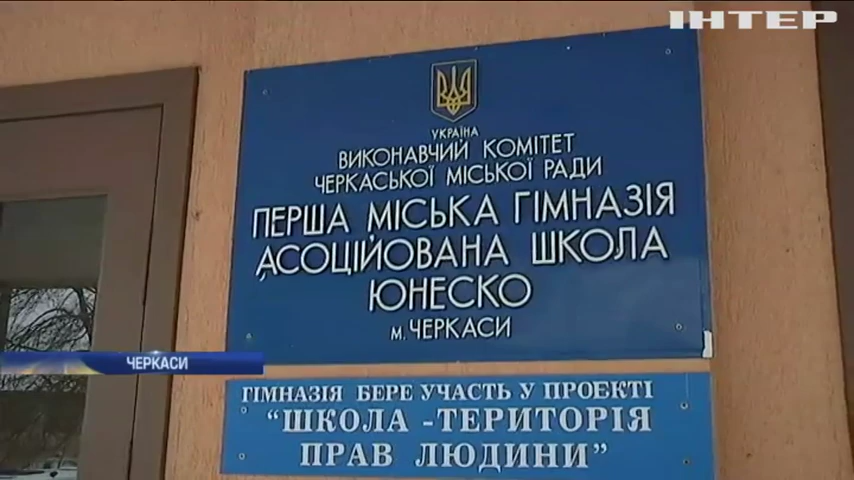 ІНТЕР
УКРАЇНА
ВИКОНАВЧИЙ КОМІТЕТ
ЧЕРКАСЬКОЇ МІСЬКОЇ РАДИ
ПЕРША МІСЬКА ГІМНАЗІЯ
АСОЦІЙОВАНА ШКОЛА
ЮНЕСКО
м. ЧЕРКАСИ
ЧЕРКАСИ
ГІМНАЗІЯ БЕРЕ УЧАСТЬ У ПРОЕКТІ
“ШКОЛА -ТЕРИТОРІЯ
ПРАВ ЛЮДИНИ”